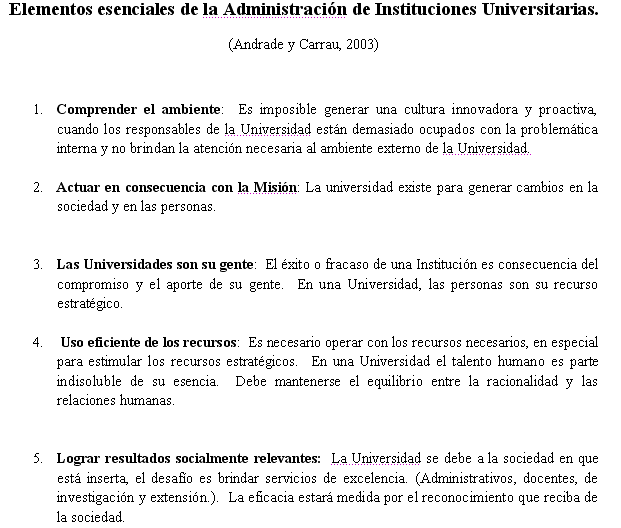 Elementos esenciales de la Administración de Instituciones Universitarias.
(Andrade y Carrau, 2003)
1. Comprender el ambiente: Es imposible generar una cultura innovadora y proactiva,
cuando los responsables de la Universidad están demasiado ocupados con la problemática
interna y no brindan la atención necesaria al ambiente externo de la Universidad.
2. Actuar en consecuencia con la Misión: La universidad existe para generar cambios en la
sociedad y en las personas.
3. Las Universidades son su gente: El éxito o fracaso de una Institución es consecuencia del
compromiso y el aporte de su gente. En una Universidad, las personas son su recurso
estratégico.
4. Uso eficiente de los recursos: Es necesario operar con los recursos necesarios, en especial
para estimular los recursos estratégicos. En una Universidad el talento humano es parte
indisoluble de su esencia. Debe mantenerse el equilibrio entre la racionalidad y las
relaciones humanas.
5. Lograr resultados socialmente relevantes: La Universidad se debe a la sociedad en que
está inserta, el desafío es brindar servicios de excelencia. (Administrativos, docentes, de
investigación y extensión.). La eficacia estará medida por el reconocimiento que reciba de
la sociedad.